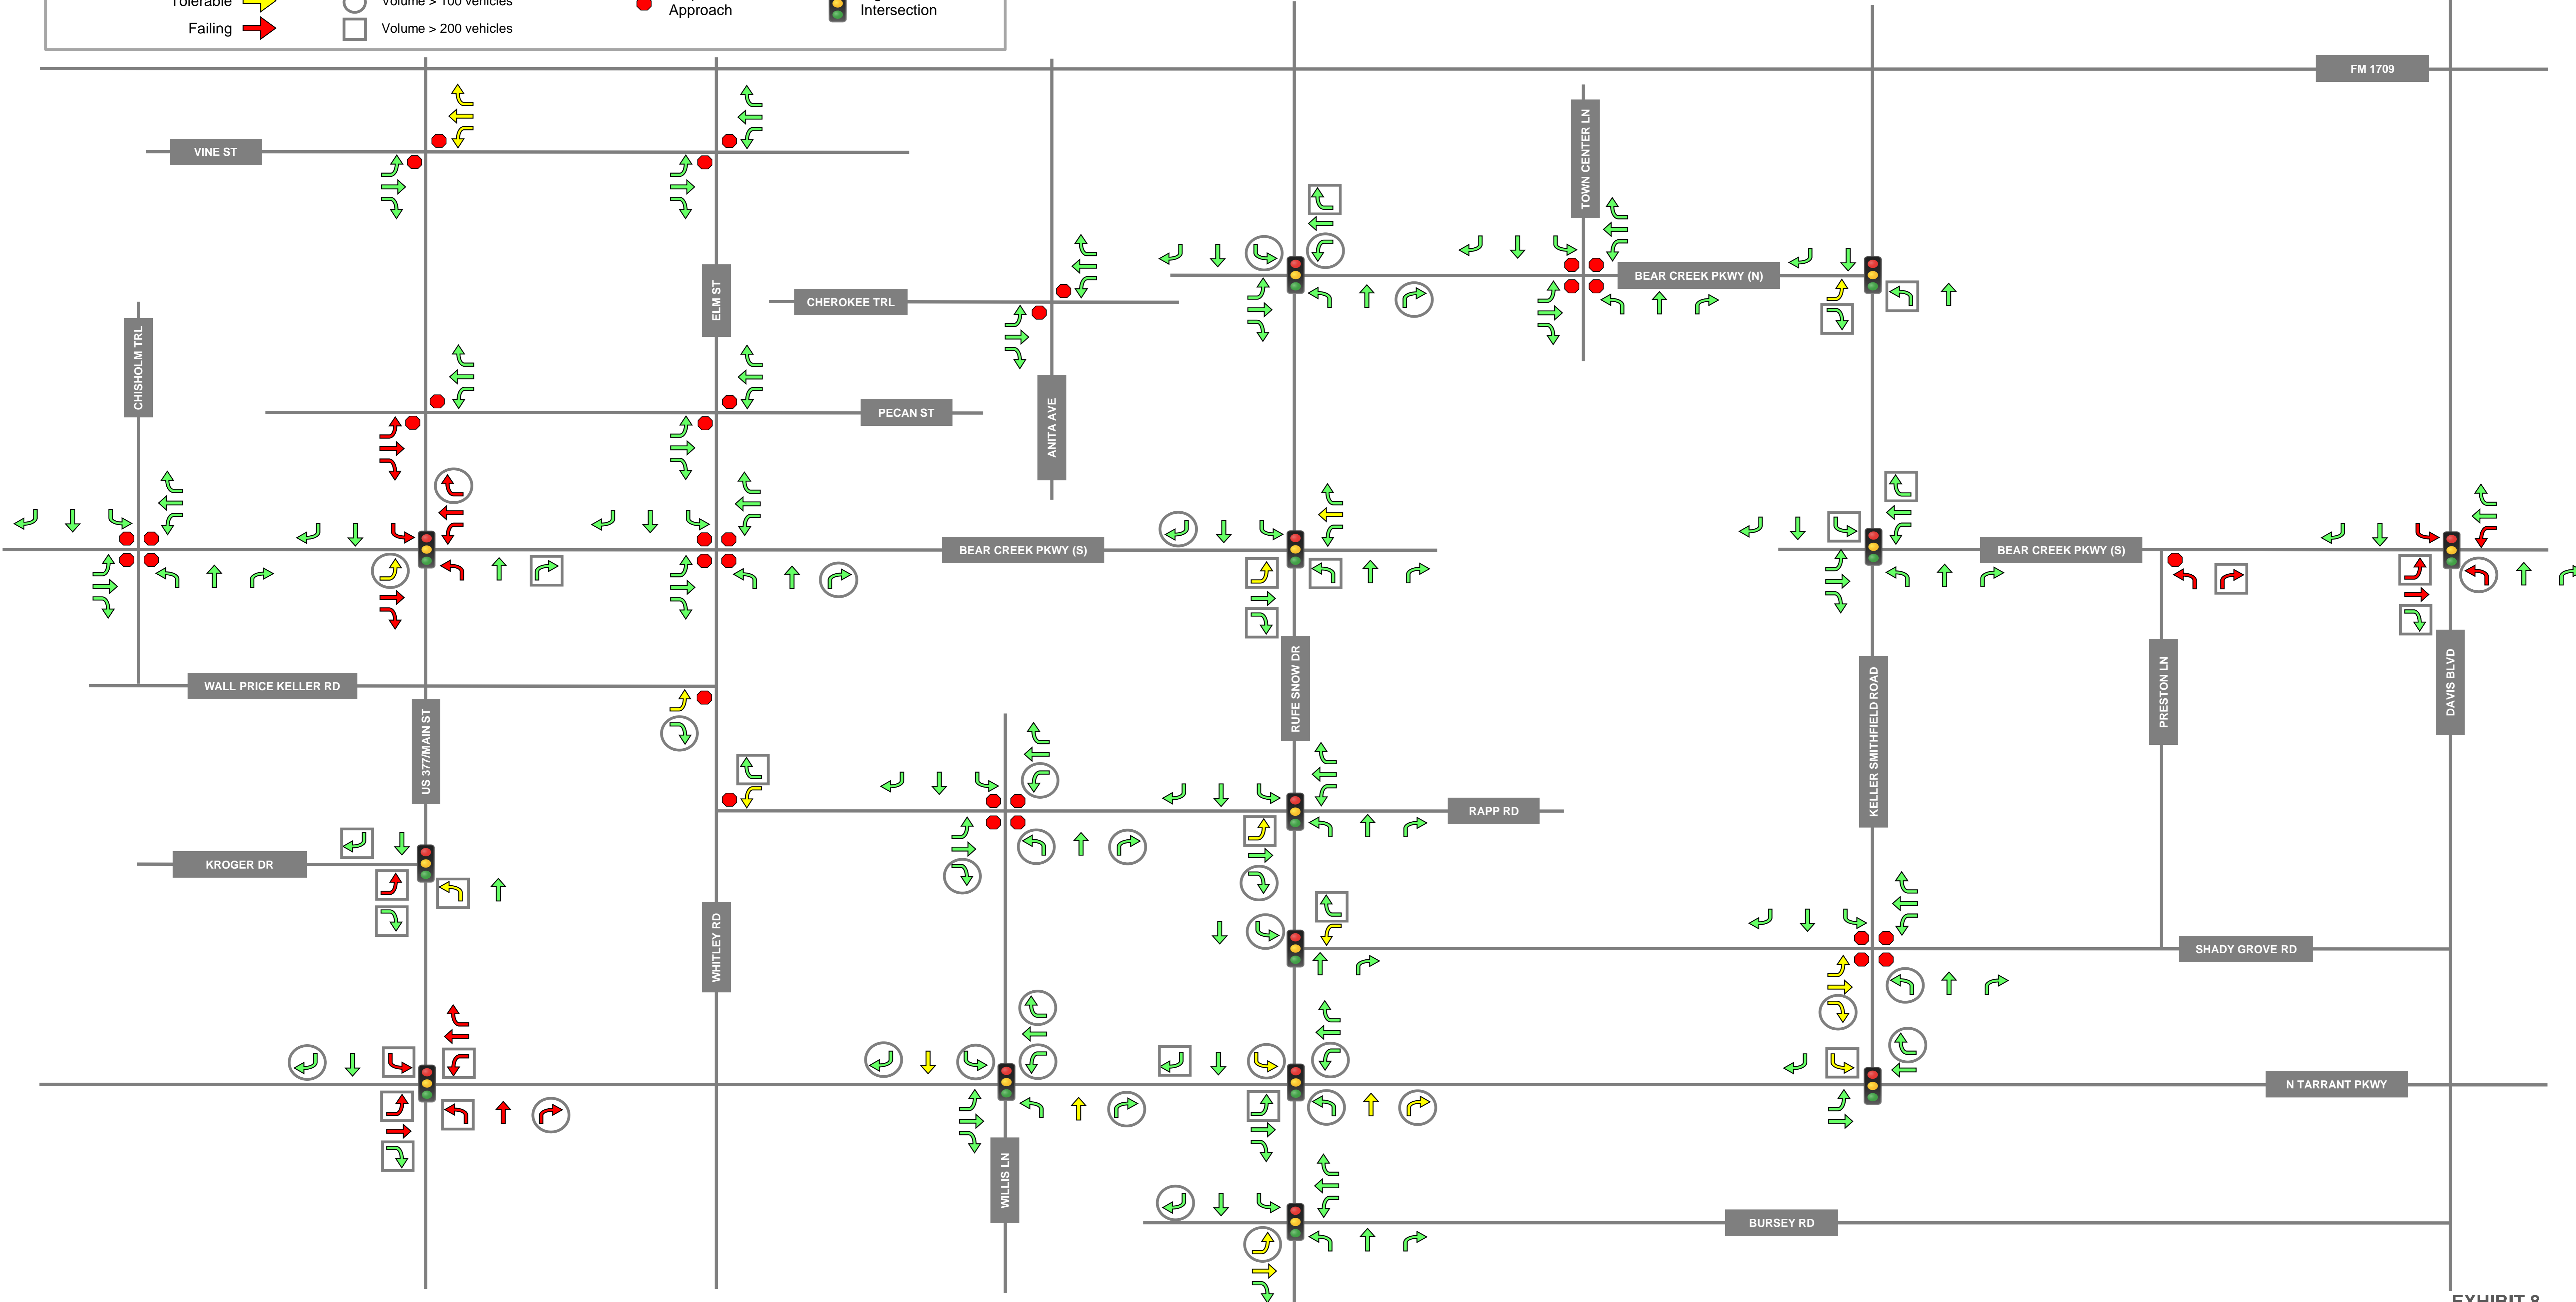 Tolerable
Volume > 100 vehicles
Approach
Intersection
Failing
Volume > 200 vehicles
FM 1709
VINE ST
TOWN CENTER LN
BEAR CREEK PKWY (N)
ELM ST
CHEROKEE TRL
CHISHOLM TRL
PECAN ST
ANITA AVE
BEAR CREEK PKWY (S)
BEAR CREEK PKWY (S)
WALL PRICE KELLER RD
RUFE SNOW DR
KELLER SMITHFIELD ROAD
PRESTON LN
DAVIS BLVD
US 377/MAIN ST
RAPP RD
KROGER DR
WHITLEY RD
SHADY GROVE RD
N TARRANT PKWY
WILLIS LN
BURSEY RD
EXHIBIT 8